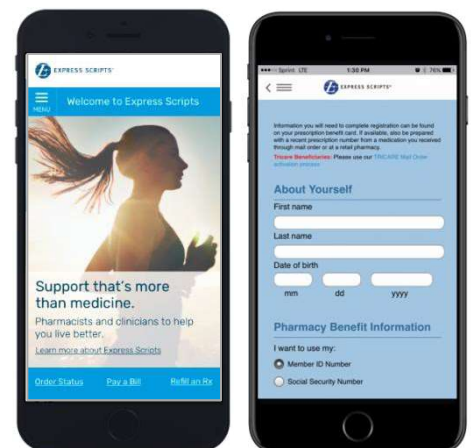 EXPRESS SCRIPTS®
MENU
Welcome to Express Scripts
Support that's more
than medicine.
Pharmacists and clinicians to help
you live better.
Learn more about Express Scripts
Order Status Pay a Bill Refill an Rx
Sprint LTE 1:30 PM 76%
EXPRESS SCRIPTS®
Information you will need to complete registration can be found
on your prescription benefit card. If available, also be prepared
with a recent prescription number from a medication you received
through mail order or at a retail pharmacy.
Tricare Beneficiaries: Please use our TRICARE Mail Order
activation process.
About Yourself
First name
Last name
Date of birth
mm dd yyyy
Pharmacy Benefit Information
I want to use my:
Member ID Number
Social Security Number